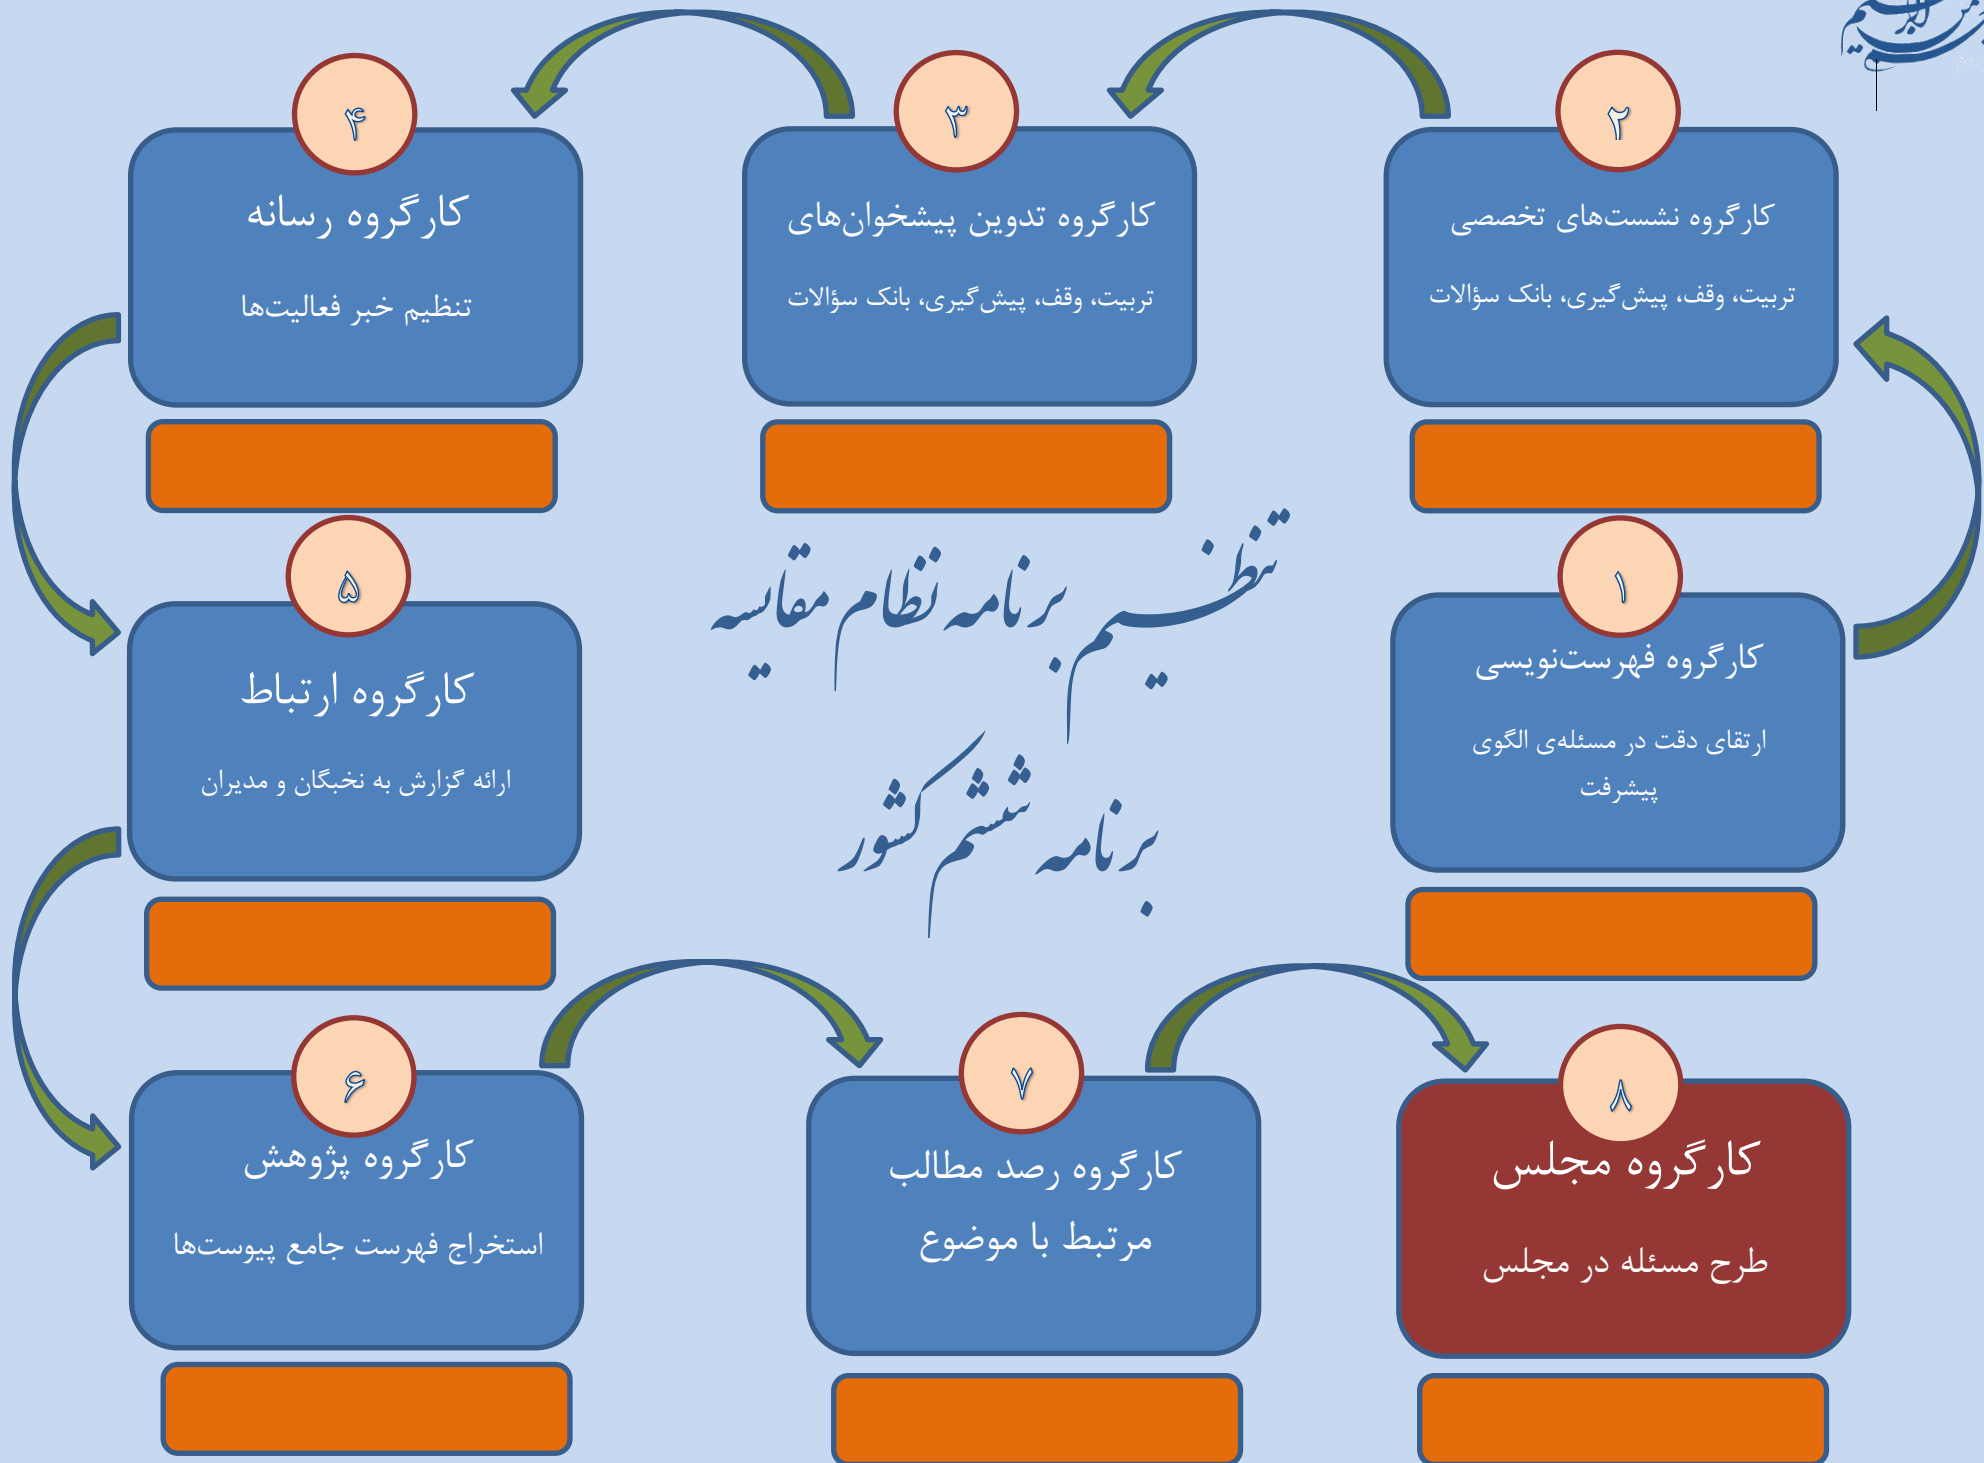 ۱
کارگروه فهرست‌نویسی
ارتقای دقت در مسئله‌ی الگوی
پیشرفت
۲
کارگروه نشست‌های تخصصی
تربیت، وقف، پیش‌گیری، بانک سؤالات
۳
کارگروه تدوین پیشخوان‌های
تربیت، وقف، پیش‌گیری، بانک سؤالات
۴
کارگروه رسانه
تنظیم خبر فعالیت‌ها
۵
کارگروه ارتباط
ارائه گزارش به نخبگان و مدیران
۶
کارگروه پژوهش
استخراج فهرست جامع پیوست‌ها
۷
کارگروه رصد مطالب
مرتبط با موضوع
۸
کارگروه مجلس
طرح مسئله در مجلس
تنظیم برنامه نظام مقایسه
برنامه ششم کشور